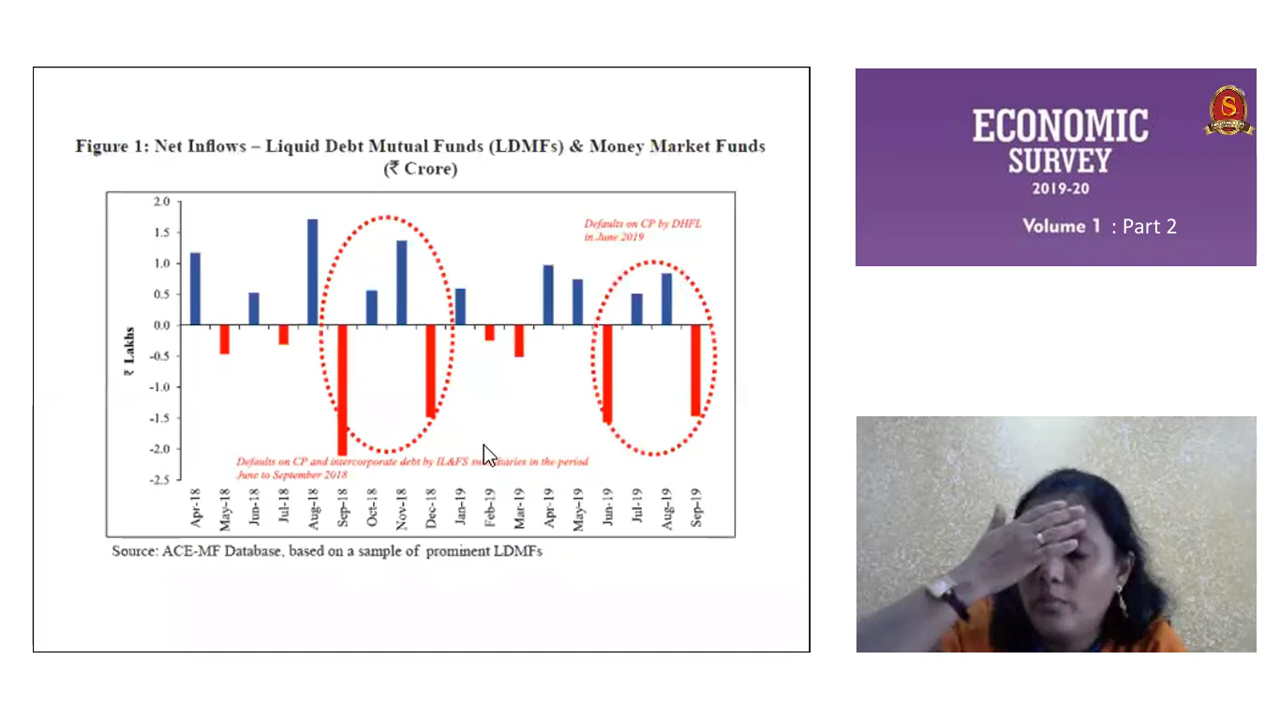 Figure 1: Net Inflows – Liquid Debt Mutual Funds (LDMFs) & Money Market Funds
(₹ Crore)
2.0
1.5
1.0
0.5
0.0
-0.5
-1.0
-1.5
-2.0
-2.5
₹ Lakhs
Defaults on CP by DHFL
in June 2019
Defaults on CP and intercorporate debt by IL&FS in the period
June to September 2018
Apr-18
May-18
Jun-18
Jul-18
Aug-18
Sep-18
Oct-18
Nov-18
Dec-18
Jan-19
Feb-19
Mar-19
Apr-19
May-19
Jun-19
Jul-19
Aug-19
Sep-19
Source: ACE-MF Database, based on a sample of prominent LDMFs
ECONOMIC
SURVEY
2019-20
Volume 1 : Part 2
S